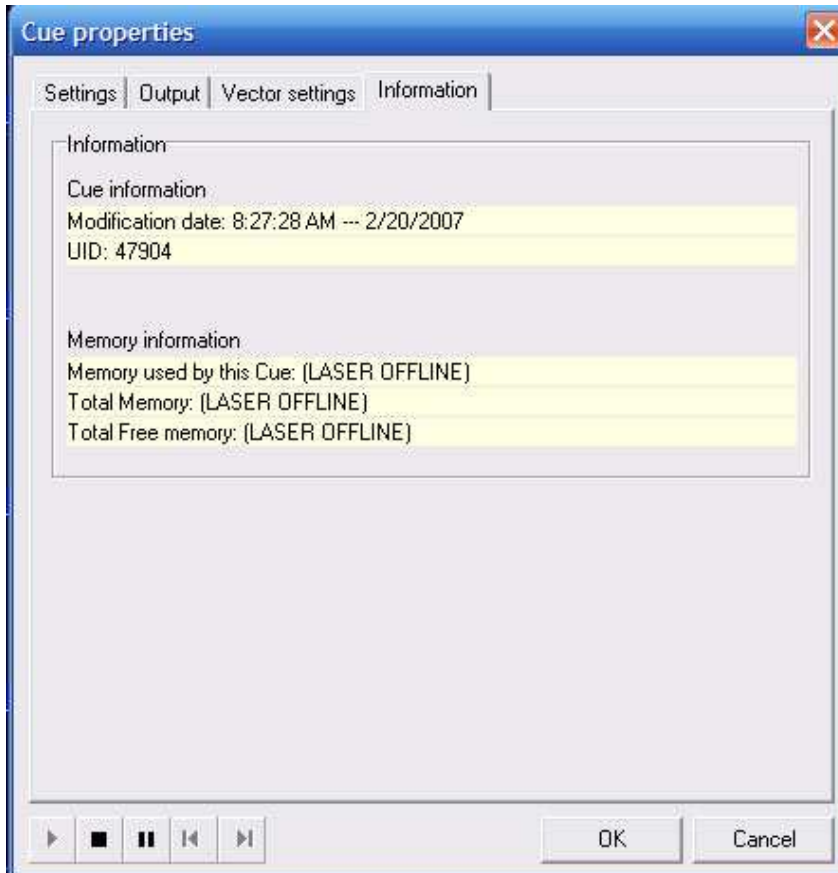 Cue properties
Settings Output Vector settings Information
Information
Cue information
Modification date: 8:27:28 AM --- 2/20/2007
UID: 47904
Memory information
Memory used by this Cue: (LASER OFFLINE)
Total Memory: (LASER OFFLINE)
Total Free memory: (LASER OFFLINE)
OK Cancel